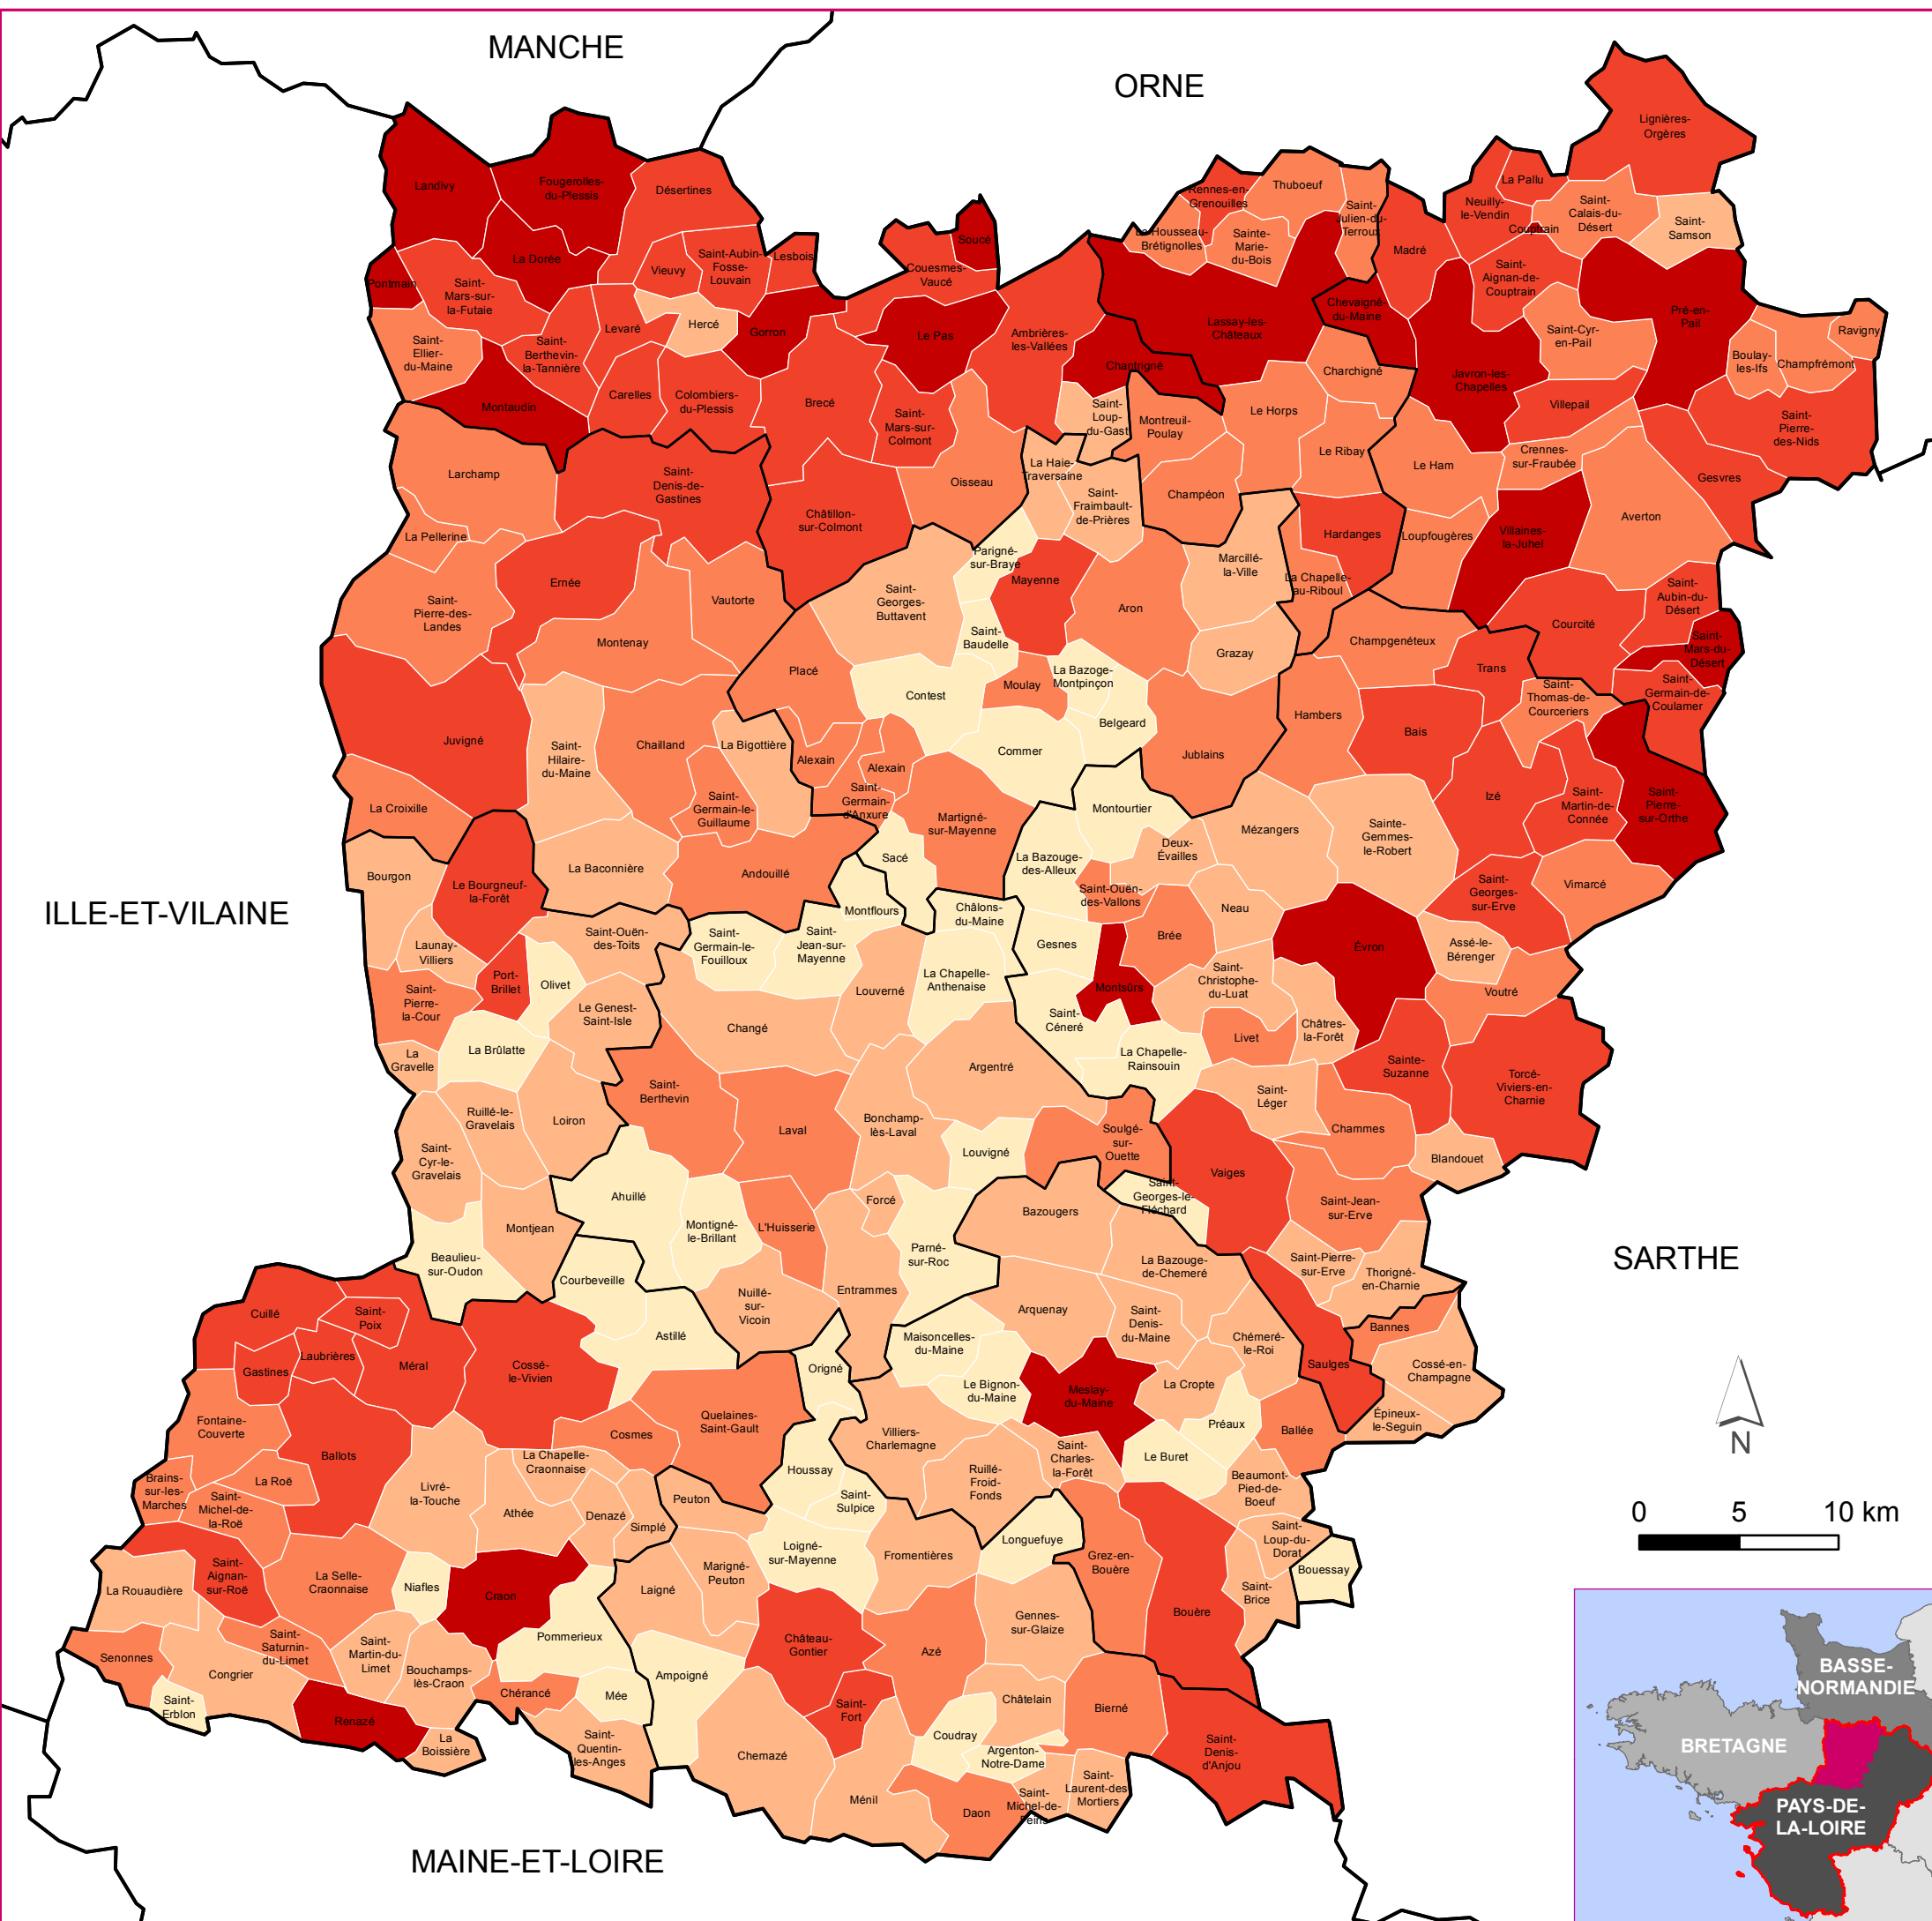 MANCHE
ORNE
Lignières-
Orgères
Landivy
Fougerolles-
du-Plessis
Désertines
Rennes-en-
Grenouilles
Thuboeuf
La Pallu
Neuilly-
le-Vendin
Saint-
Calais-du-
Désert
Saint-
Samson
Saint-
Julien-du-
Terroux
Le Housseau-
Brétignolles
Sainte-
Marie-
du-Bois
Couptrain
Madré
Soucé
Couesmes-
Vaucé
La Dorée
Vieuvy
Saint-Aubin-
Fosse-
Louvain
Lesbois
Pontmain
Saint-
Mars-sur-
la-Futaie
Saint-
Aignan-de-
Couptrain
Chevaigné-
du-Maine
Lassay-les-
Châteaux
Pré-en-
Pail
Ravigny
Levaré
Hercé
Gorron
Le Pas
Ambrières-
les-Vallées
Saint-Cyr-
en-Pail
Saint-
Ellier-
du-Maine
Saint-
Berthevin-
la-Tannière
Boulay-
les-Ifs
Champfrémont
Chantrigné
Charchigné
Javron-les-
Chapelles
Carelles
Colombiers-
du-Plessis
Brecé
Montaudin
Saint-
Mars-sur-
Colmont
Saint-
Loup-
du-Gast
Montreuil-
Poulay
Le Horps
Villepail
Saint-
Pierre-
des-Nids
Larchamp
Saint-
Denis-de-
Gastines
Oisseau
La Haie-
Traversaine
Le Ribay
Le Ham
Crennes-
sur-Fraubée
Gesvres
Saint-
Fraimbault-
de-Prières
Champéon
Châtillon-
sur-Colmont
Averton
La Pellerine
Hardanges
Loupfougères
Villaines-
la-Juhel
Parigné-
sur-Braye
Mayenne
Marcillé-
la-Ville
La Chapelle-
au-Riboul
Ernée
Vautorte
Saint-
Georges-
Buttavent
Aron
Saint-
Aubin-du-
Désert
Saint-
Pierre-des-
Landes
Montenay
Saint-
Baudelle
Champgenéteux
Courcité
Saint-
Mars-du-
Désert
Grazay
Trans
Placé
Contest
Moulay
La Bazoge-
Montpinçon
Saint-
Thomas-de-
Courceriers
Saint-
Germain-de-
Coulamer
Belgeard
Hambers
Bais
Juvigné
Saint-
Hilaire-
du-Maine
Chailland
La Bigottière
Alexain
Alexain
Commer
Jublains
La Croixille
Saint-
Germain-le-
Guillaume
Saint-
Germain-
d'Anxure
Martigné-
sur-Mayenne
Montourtier
Izé
Saint-
Martin-de-
Connée
Saint-
Pierre-
sur-Orthe
Mézangers
Sainte-
Gemmes-
le-Robert
Bourgon
Le Bourgneuf-
la-Forêt
La Baconnière
Andouillé
Sacé
La Bazouge-
des-Alleux
Deux-
Évailles
Saint-Ouën-
des-Vallons
Saint-
Georges-
sur-Erve
Vimarcé
ILLE-ET-VILAINE
Montflours
Châlons-
du-Maine
Neau
Launay-
Villiers
Saint-Ouën-
des-Toits
Saint-
Germain-le-
Fouilloux
Saint-
Jean-sur-
Mayenne
Gesnes
Brée
Évron
Assé-le-
Bérenger
Port-
Brillet
Olivet
Louverné
La Chapelle-
Anthenaise
Montsûrs
Saint-
Christophe-
du-Luat
Voutré
Saint-
Pierre-
la-Cour
Le Genest-
Saint-Isle
Changé
Saint-
Céneré
Livet
Châtres-
la-Forêt
La
Gravelle
La Brûlatte
Argentré
La Chapelle-
Rainsouin
Sainte-
Suzanne
Torcé-
Viviers-en-
Charnie
Saint-
Berthevin
Saint-
Léger
Ruillé-le-
Gravelais
Loiron
Laval
Bonchamp-
lès-Laval
Soulgé-
sur-
Ouette
Chammes
Saint-
Cyr-le-
Gravelais
Louvigné
Vaiges
Blandouet
Ahuillé
Forcé
Bazougers
Saint-
Georges-le-
Fléchard
Saint-Jean-
sur-Erve
Montjean
Montigné-
le-Brillant
L'Huisserie
Parné-
sur-Roc
SARTHE
Beaulieu-
sur-Oudon
Courbeveille
La Bazouge-
de-Chemeré
Saint-Pierre-
sur-Erve
Thorigné-
en-Charnie
Nuillé-
sur-
Vicoin
Entrammes
Cuillé
Saint-
Poix
Astillé
Arquenay
Saint-
Denis-
du-Maine
Chémeré-
le-Roi
Bannes
Maisoncelles-
du-Maine
Laubrières
Gastines
Méral
Cossé-
le-Vivien
Origné
Saulges
Cossé-en-
Champagne
Le Bignon-
du-Maine
Meslay-
du-Maine
La Cropte
Fontaine-
Couverte
Cosmes
Quelaines-
Saint-Gault
Préaux
Épineux-
le-Seguin
Ballée
Ballots
Villiers-
Charlemagne
Saint-
Charles-
la-Forêt
Le Buret
N
La Chapelle-
Craonnaise
Brains-
sur-les-
Marches
La Roë
Livré-
la-Touche
Houssay
Ruillé-
Froid-
Fonds
Beaumont-
Pied-de-
Boeuf
Saint-
Michel-de-
la-Roë
Athée
Denazé
Simplé
Peuton
Saint-
Sulpice
0 5 10 km
Loigné-
sur-Mayenne
Fromentières
Longuefuye
Saint-
Loup-du-
Dorat
La Rouaudière
Saint-
Aignan-
sur-Roë
La Selle-
Craonnaise
Niafles
Craon
Laigné
Marigné-
Peuton
Grez-en-
Bouère
Bouessay
Saint-
Brice
Bouère
Gennes-
sur-Glaize
Pommerieux
Château-
Gontier
Azé
Senonnes
Congrier
Saint-
Saturnin-
du-Limet
Saint-
Martin-du-
Limet
Bouchamps-
lès-Craon
Ampoigné
Saint-
Erblon
Renazé
Chérancé
Mée
Saint-
Fort
Châtelain
Bierné
La
Boissière
Saint-
Quentin-
les-Anges
Chemazé
Coudray
Argenton-
Notre-Dame
Saint-
Denis-
d'Anjou
Ménil
Daon
Saint-
Michel-de-
Feins
Saint-
Laurent-des-
Mortiers
MAINE-ET-LOIRE
BASSE-
NORMANDIE
BRETAGNE
PAYS-DE-
LA-LOIRE